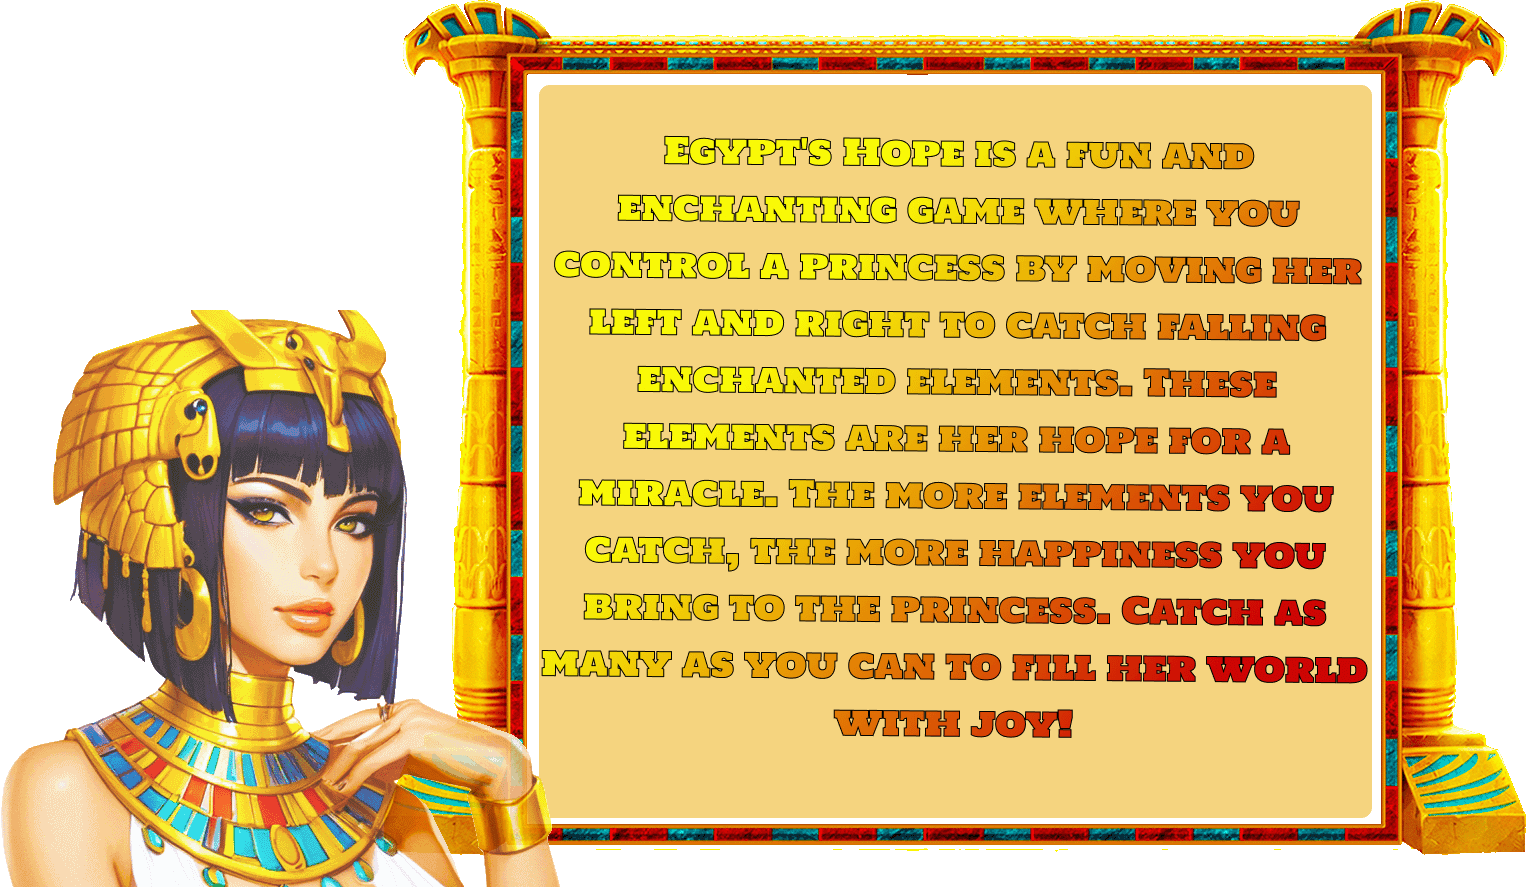 Egypt's Hope is a fun and
enchanting game where you
control a princess by moving her
left and right to catch falling
enchanted elements. These
elements are her hope for a
miracle. The more elements you
catch, the more happiness you
bring to the princess. Catch as
many as you can to fill her world
with joy!